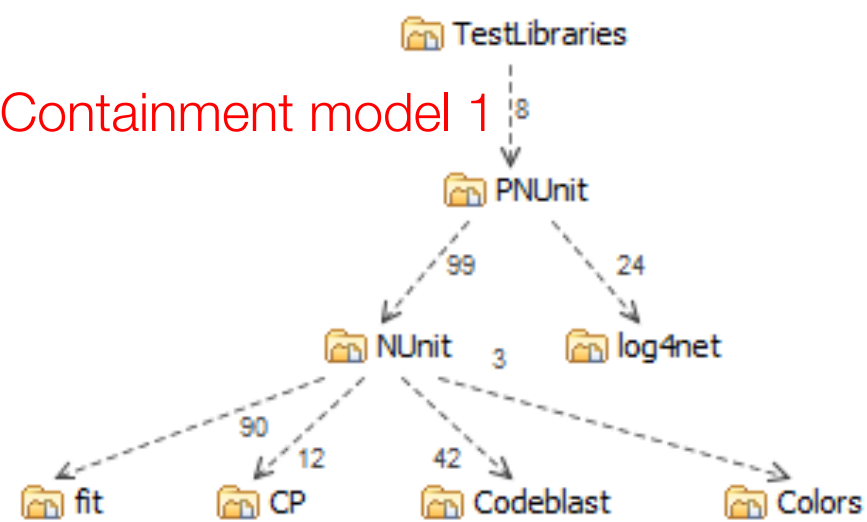 TestLibraries
Containment model 1
8
PNUnit
99
24
NUnit
3
log4net
90
12
42
fit
CP
Codeblast
Colors